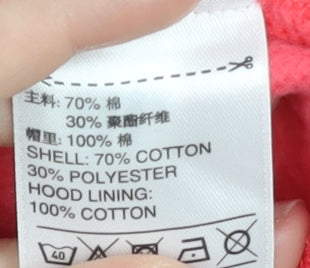 主料: 70% 棉
30% 聚酯纤维
帽里: 100% 棉
SHELL: 70% COTTON
30% POLYESTER
HOOD LINING:
100% COTTON
40